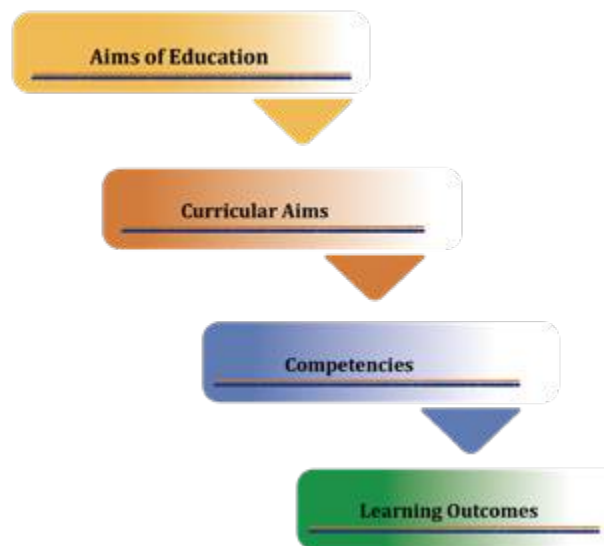 Aims of Education
Curricular Aims
Competencies
Learning Outcomes